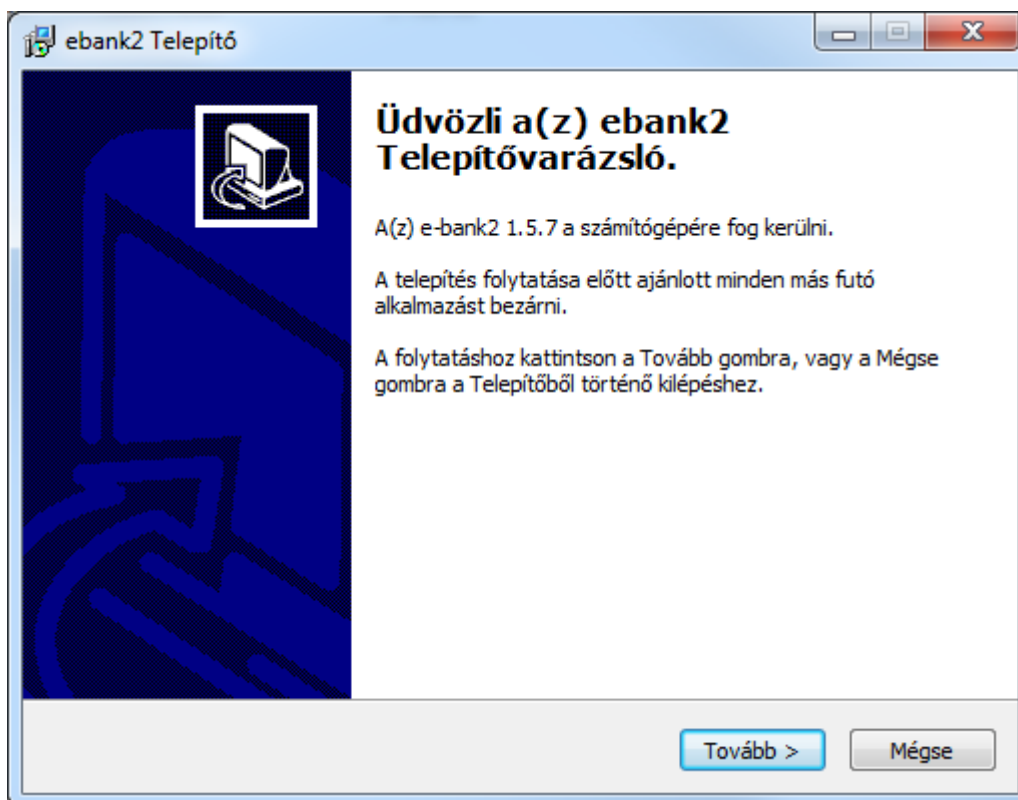 ebank2 Telepítő
Üdvözli a(z) ebank2
Telepítővarázsló.
A(z) e-bank2 1.5.7 a számítógépére fog kerülni.
A telepítés folytatása előtt ajánlott minden más futó
alkalmazást bezárni.
A folytatáshoz kattintson a Tovább gombra, vagy a Mégse
gombra a Telepítőből történő kilépéshez.
Tovább >
Mégse